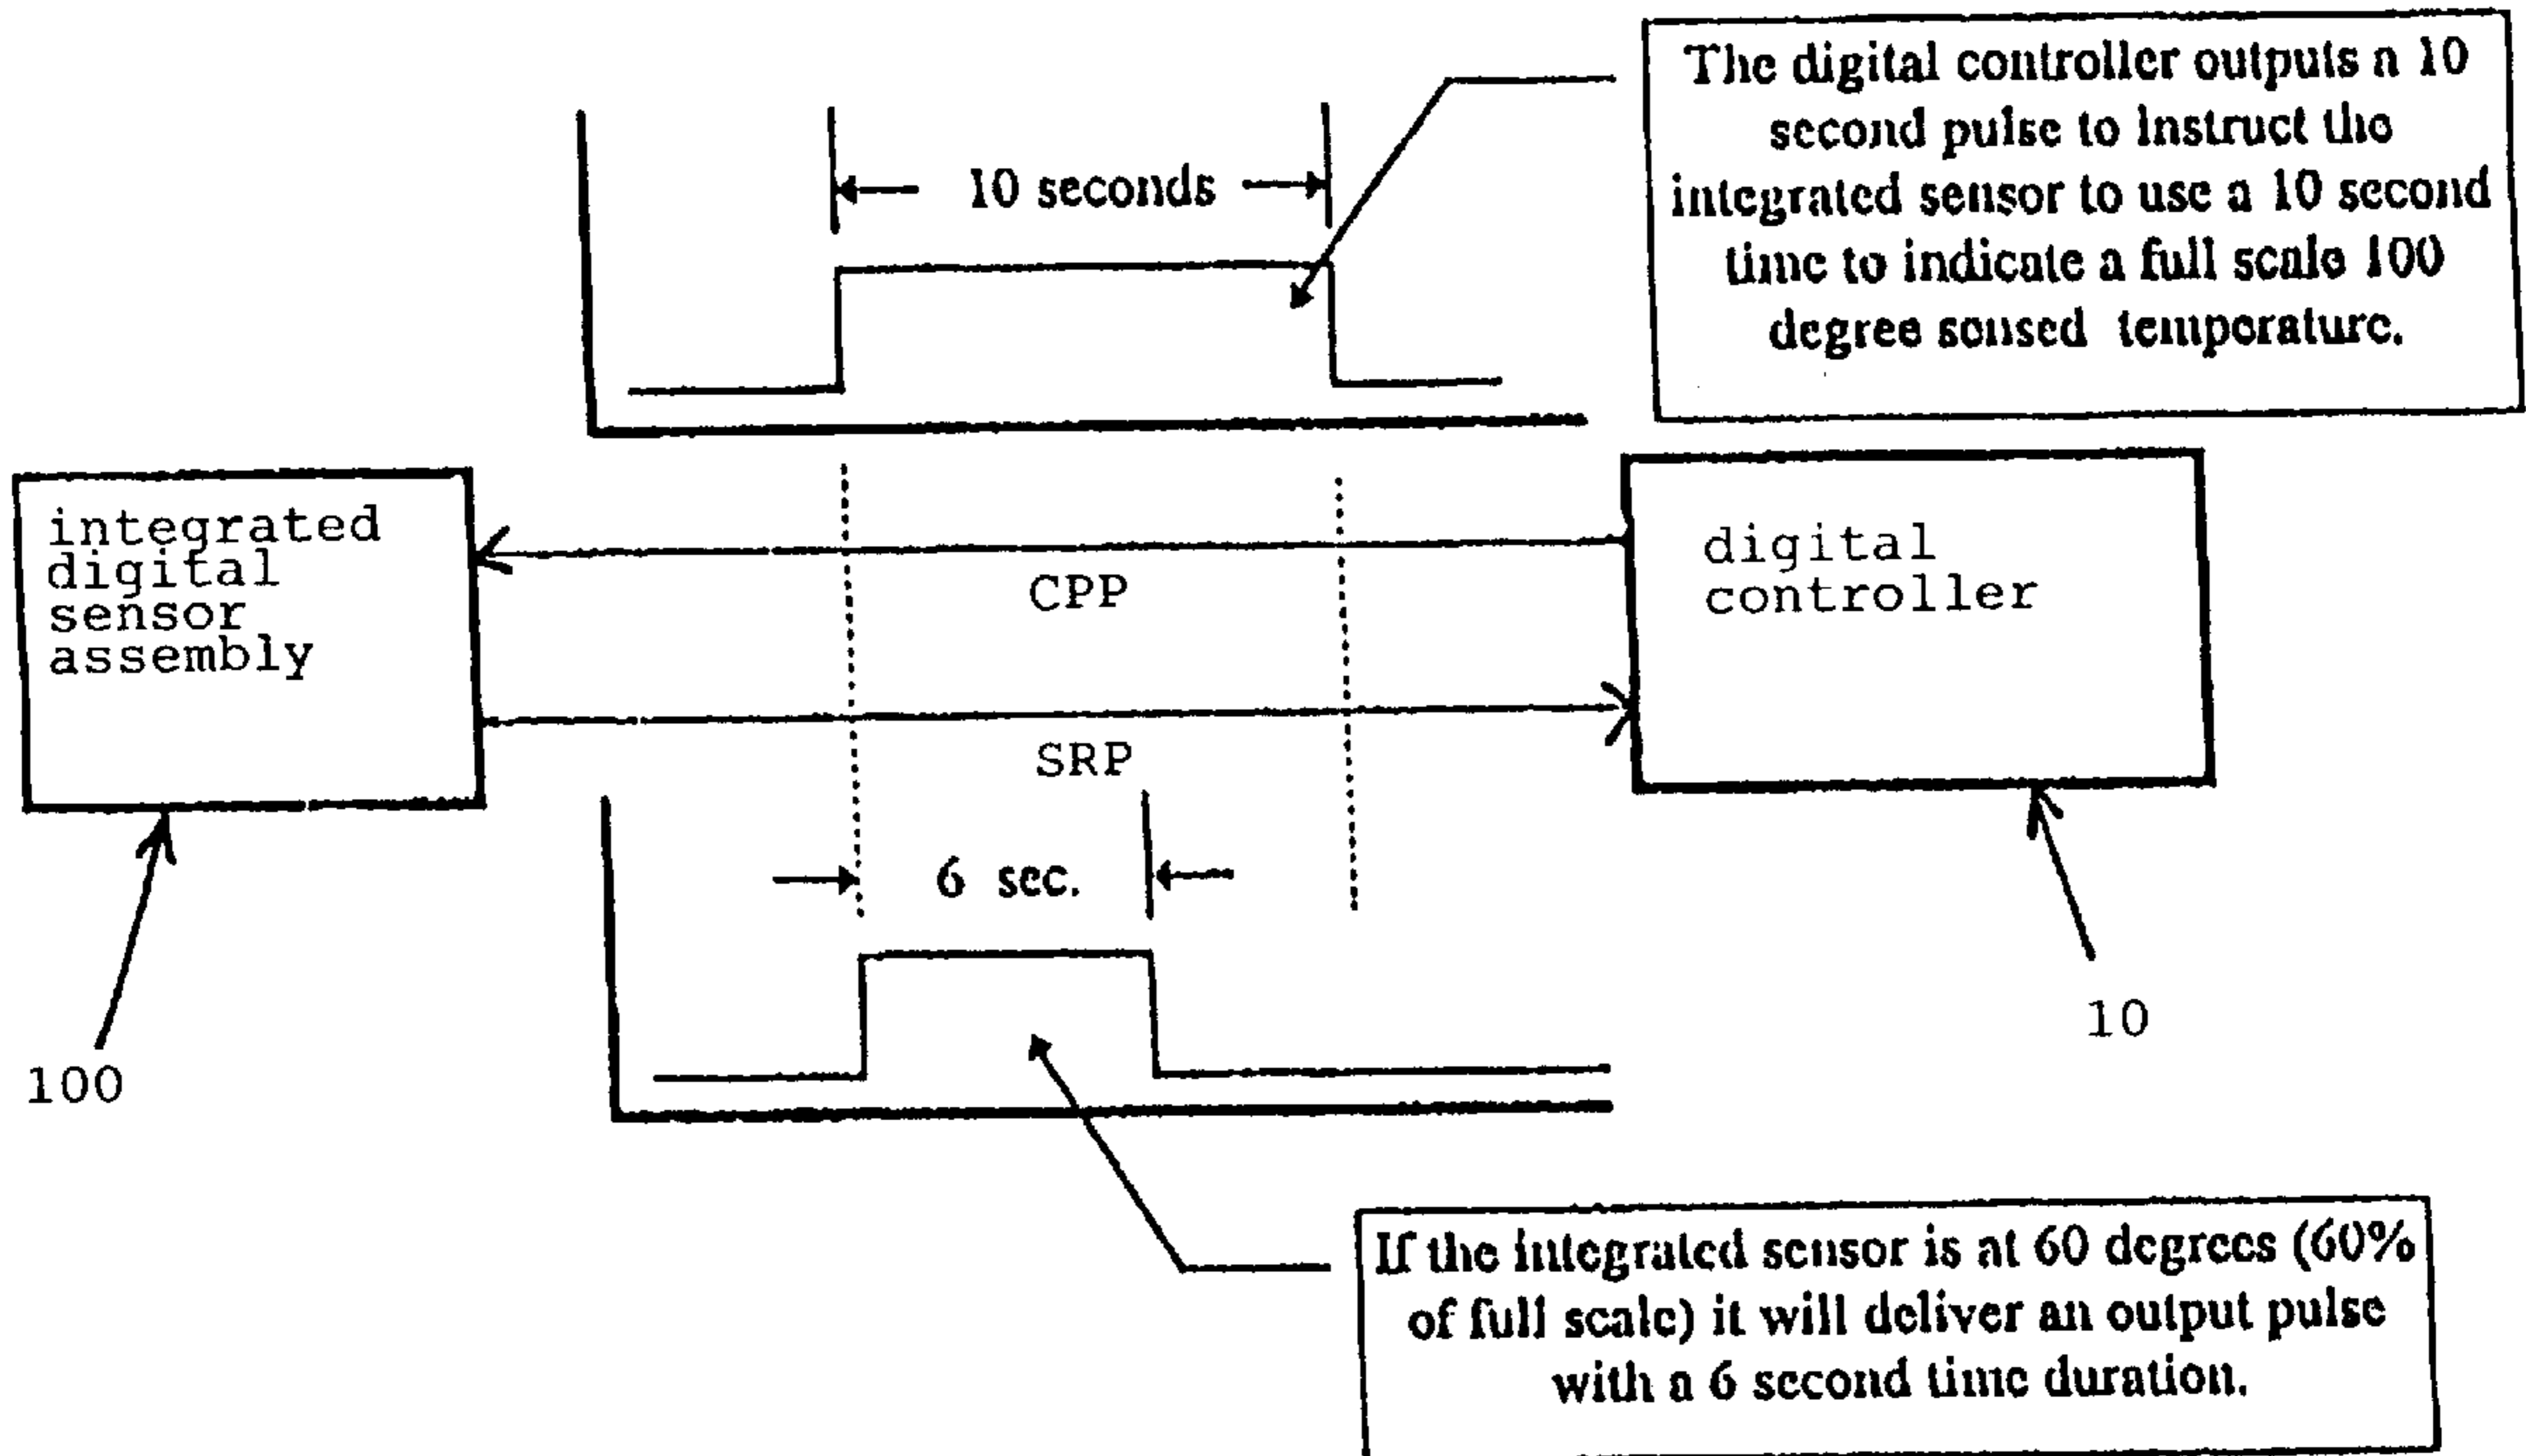 The digital controller outputs a 10
second pulse to instruct the
integrated sensor to use a 10 second
time to indicate a full scale 100
degree sensed temperature.
10 seconds
integrated
digital
sensor
assembly
CPP
digital
controller
SRP
6 sec.
100
10
If the integrated sensor is at 60 degrees (60%
of full scale) it will deliver an output pulse
with a 6 second time duration.